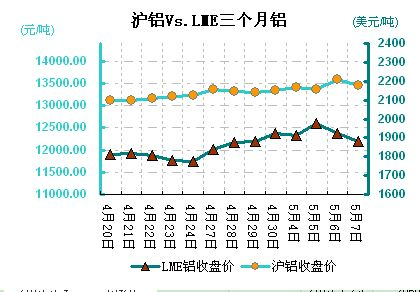 沪铝Vs.LME三个月铝
(元/吨)
(美元/吨)
14000.00
13500.00
13000.00
12500.00
12000.00
11500.00
11000.00
2400
2300
2200
2100
2000
1900
1800
1700
1600
4月20日
4月21日
4月22日
4月23日
4月24日
4月27日
4月28日
4月29日
4月30日
5月4日
5月5日
5月6日
5月7日
LME铝收盘价
沪铝收盘价